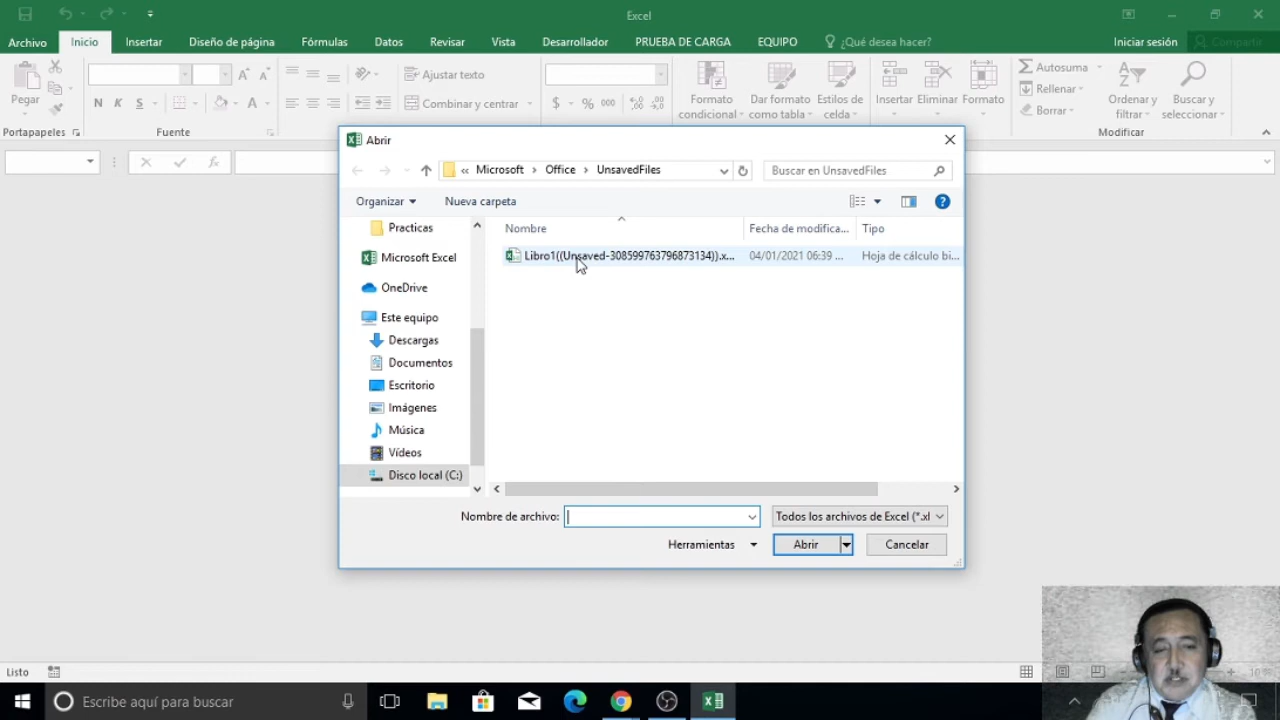 Excel
Archivo Inicio Insertar Diseño de página Fórmulas Datos Revisar Vista Desarrollador PRUEBA DE CARGA EQUIPO ¿Qué desea hacer? Iniciar sesión Compartir
Pegar
Portapapeles
N K S
A
Fuente
Ajustar texto
Combinar y centrar
$ % 000
Formato condicional
Dar formato como tabla
Estilos de celda
Insertar Eliminar Formato
Autosuma
Rellenar
Borrar
Ordenar y filtrar
Buscar y seleccionar
Modificar
fx
Abrir
« Microsoft > Office > UnsavedFiles
Buscar en UnsavedFiles
Organizar Nueva carpeta
Nombre Fecha de modifica... Tipo
Libro1((Unsaved-308599763796873134)).x... 04/01/2021 06:39 ... Hoja de cálculo bi...
Practicas
Microsoft Excel
OneDrive
Este equipo
Descargas
Documentos
Escritorio
Imágenes
Música
Vídeos
Disco local (C:)
Nombre de archivo: Todos los archivos de Excel (*.xl
Herramientas Abrir Cancelar
Listo
Escribe aquí para buscar